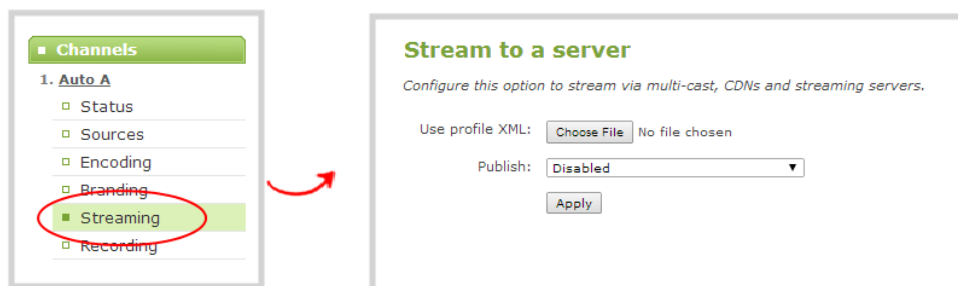 Channels
1. Auto A
Status
Sources
Encoding
Branding
Streaming
Recording
Stream to a server
Configure this option to stream via multi-cast, CDNs and streaming servers.
Use profile XML: Choose File No file chosen
Publish: Disabled
Apply